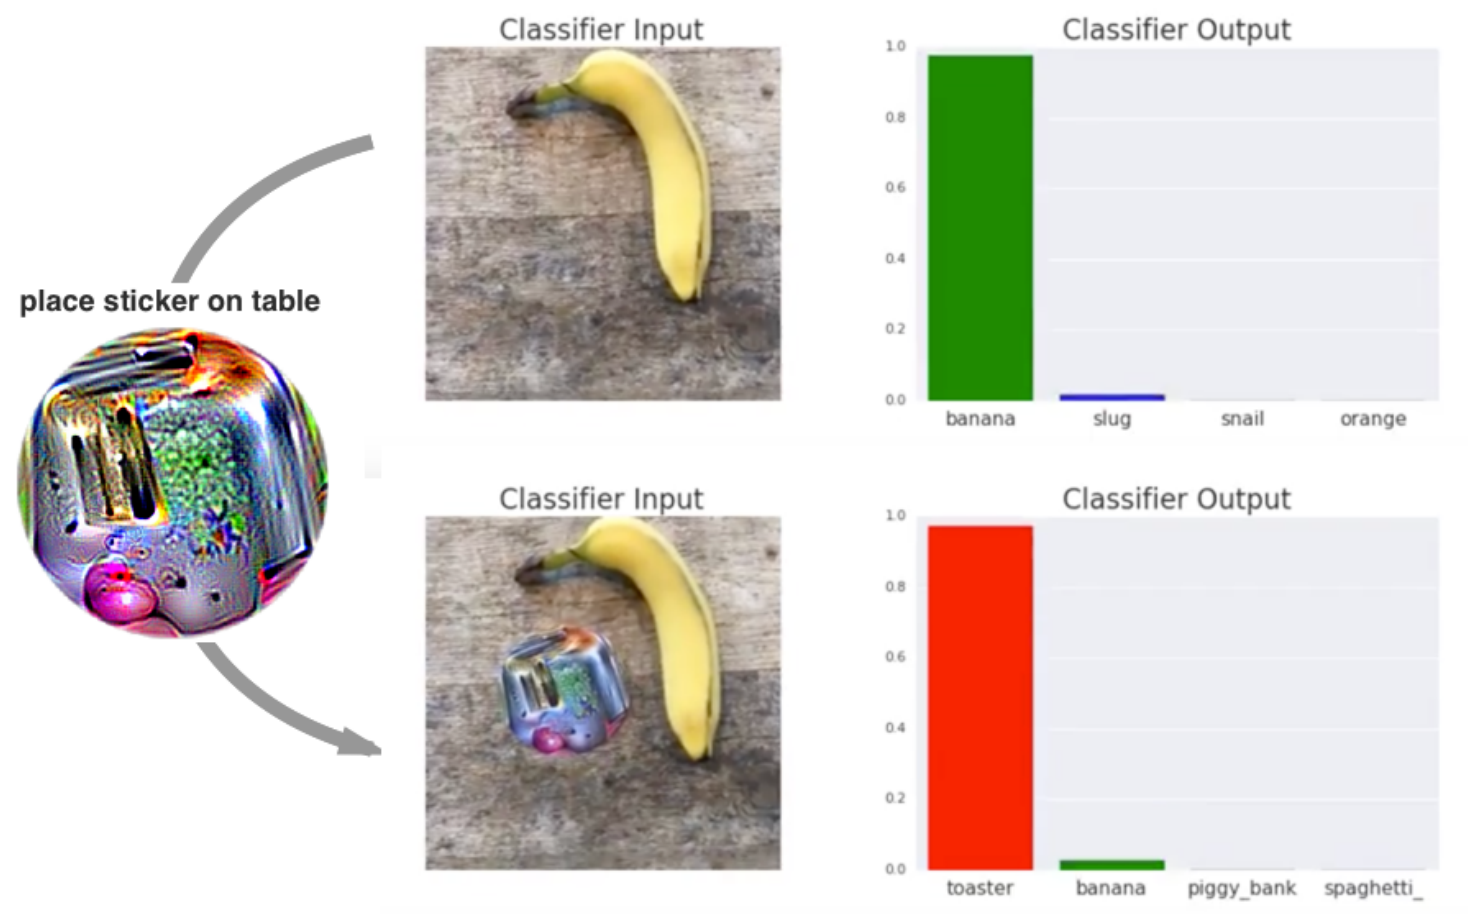 Classifier Input
Classifier Output
1.0
0.8
0.6
0.4
0.2
0.0
banana slug snail orange
place sticker on table
Classifier Input
Classifier Output
1.0
0.8
0.6
0.4
0.2
0.0
toaster banana piggy_bank spaghetti_